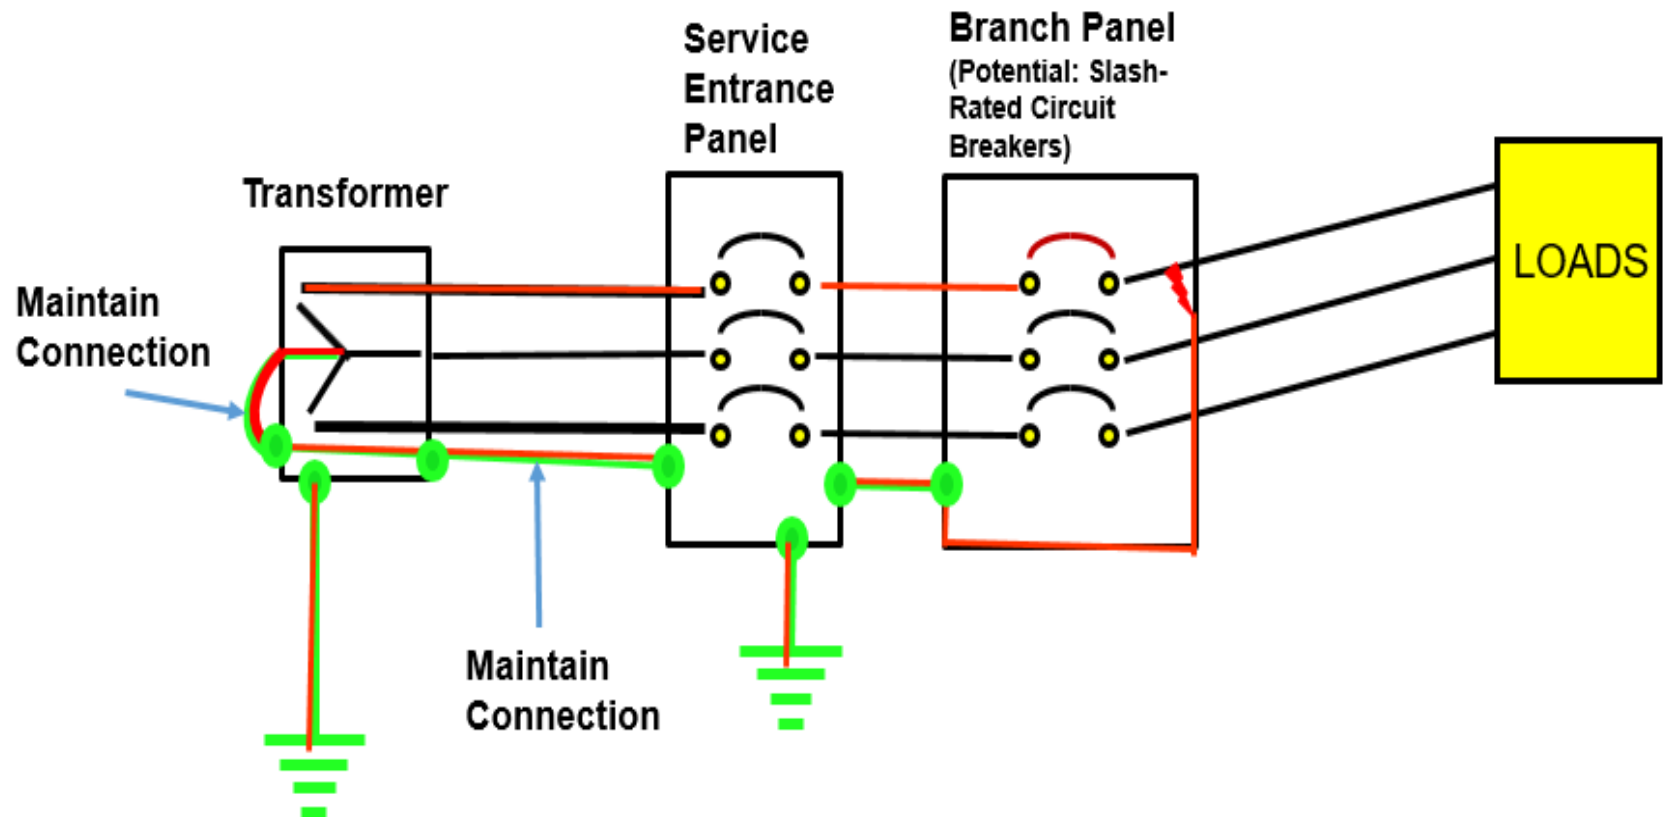 Service
Entrance
Panel
Branch Panel
(Potential: Slash-
Rated Circuit
Breakers)
Transformer
Maintain
Connection
LOADS
Maintain
Connection